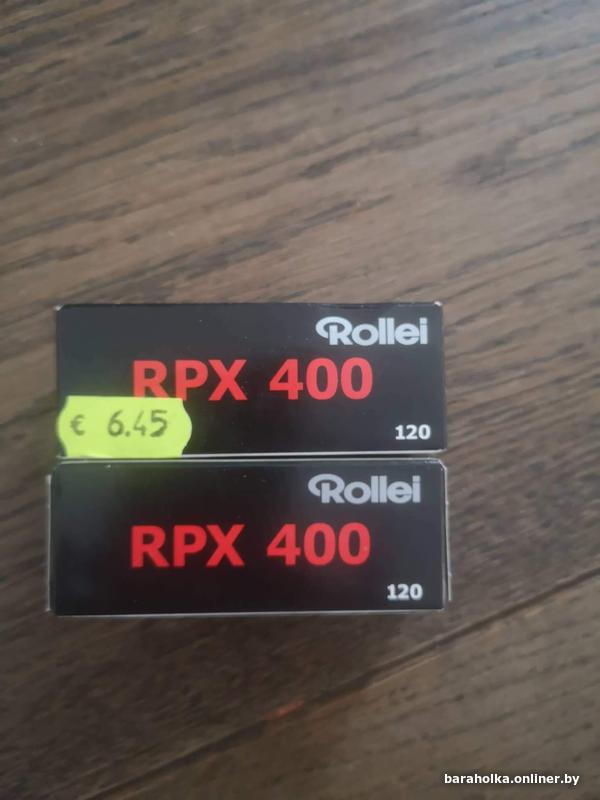 Rollei
RPX 400
€ 6.45
120
Rollei
RPX 400
120
baraholka.onliner.by